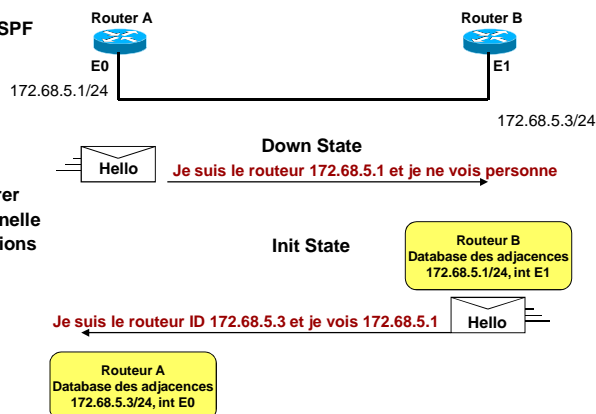 SPF
Router A
Router B
E0
E1
172.68.5.1/24
172.68.5.3/24
Down State
Hello
Je suis le routeur 172.68.5.1 et je ne vois personne
rer
nelle
ions
Init State
Routeur B
Database des adjacences
172.68.5.1/24, int E1
Je suis le routeur ID 172.68.5.3 et je vois 172.68.5.1
Hello
Routeur A
Database des adjacences
172.68.5.3/24, int E0